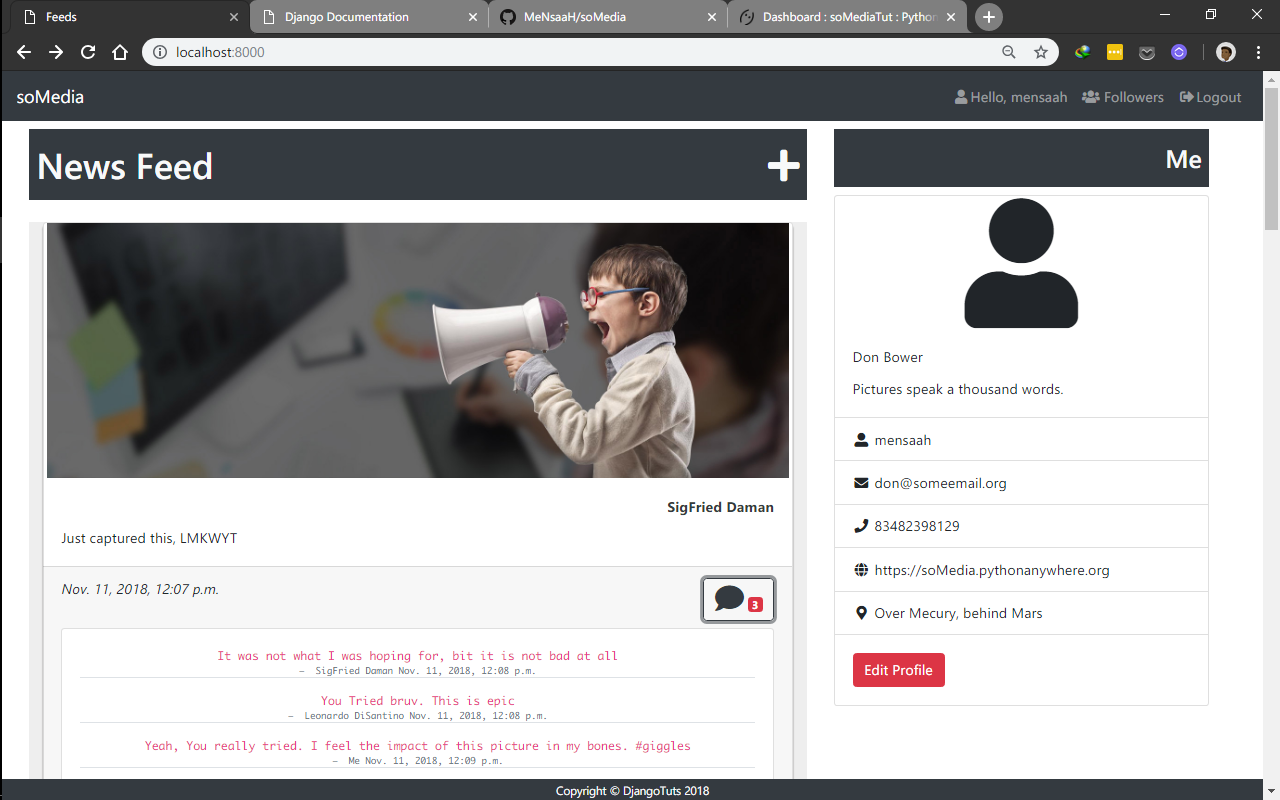 Feeds
Django Documentation
MeNsaaH/soMedia
Dashboard : soMediaTut : Python
localhost:8000
soMedia
Hello, mensaah
Followers
Logout
News Feed
Me
SigFried Daman
Just captured this, LMKWYT
Nov. 11, 2018, 12:07 p.m.
3
It was not what I was hoping for, bit it is not bad at all
— SigFried Daman Nov. 11, 2018, 12:08 p.m.
You Tried bruv. This is epic
— Leonardo DiSantino Nov. 11, 2018, 12:08 p.m.
Yeah, You really tried. I feel the impact of this picture in my bones. #giggles
— Me Nov. 11, 2018, 12:09 p.m.
Don Bower
Pictures speak a thousand words.
mensaah
don@someemail.org
83482398129
https://soMedia.pythonanywhere.org
Over Mecury, behind Mars
Edit Profile
Copyright © DjangoTuts 2018